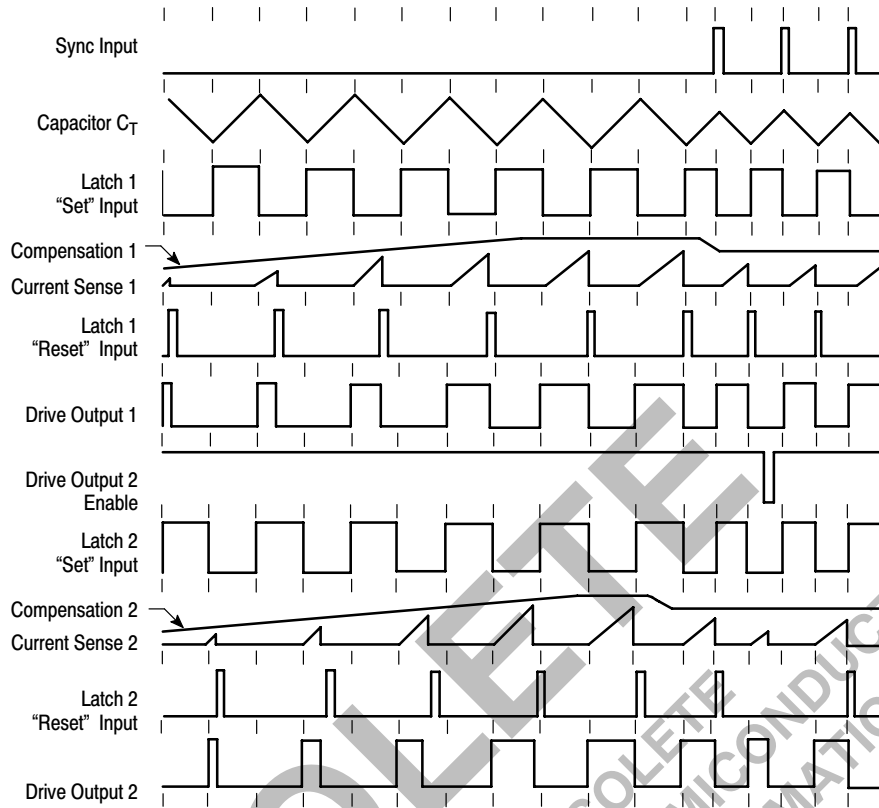 Sync Input
Capacitor CT
Latch 1
“Set” Input
Compensation 1
Current Sense 1
Latch 1
“Reset” Input
Drive Output 1
Drive Output 2
Enable
Latch 2
“Set” Input
Compensation 2
Current Sense 2
Latch 2
“Reset” Input
Drive Output 2